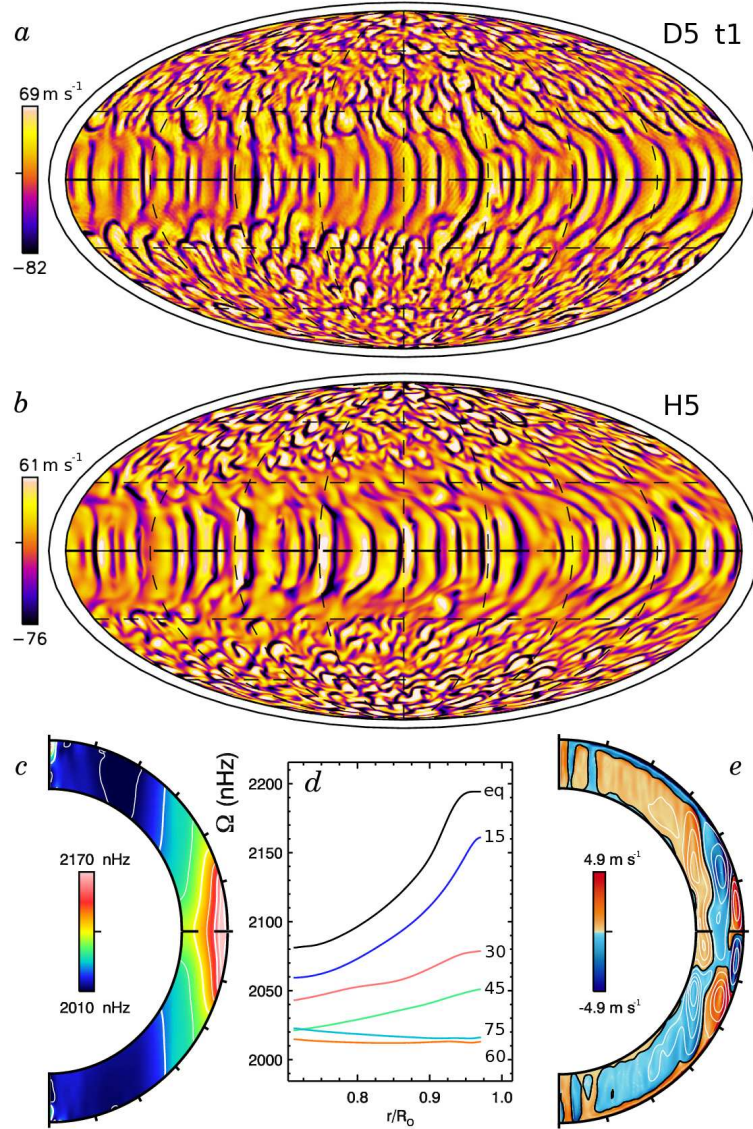 a
D5 t1
69 m s⁻¹
−82
b
H5
61 m s⁻¹
−76
c
2170 nHz
2010 nHz
d
Ω (nHz)
2200
2150
2100
2050
2000
eq
15
30
45
75
60
0.8 0.9 1.0
r/Ro
e
4.9 m s⁻¹
-4.9 m s⁻¹